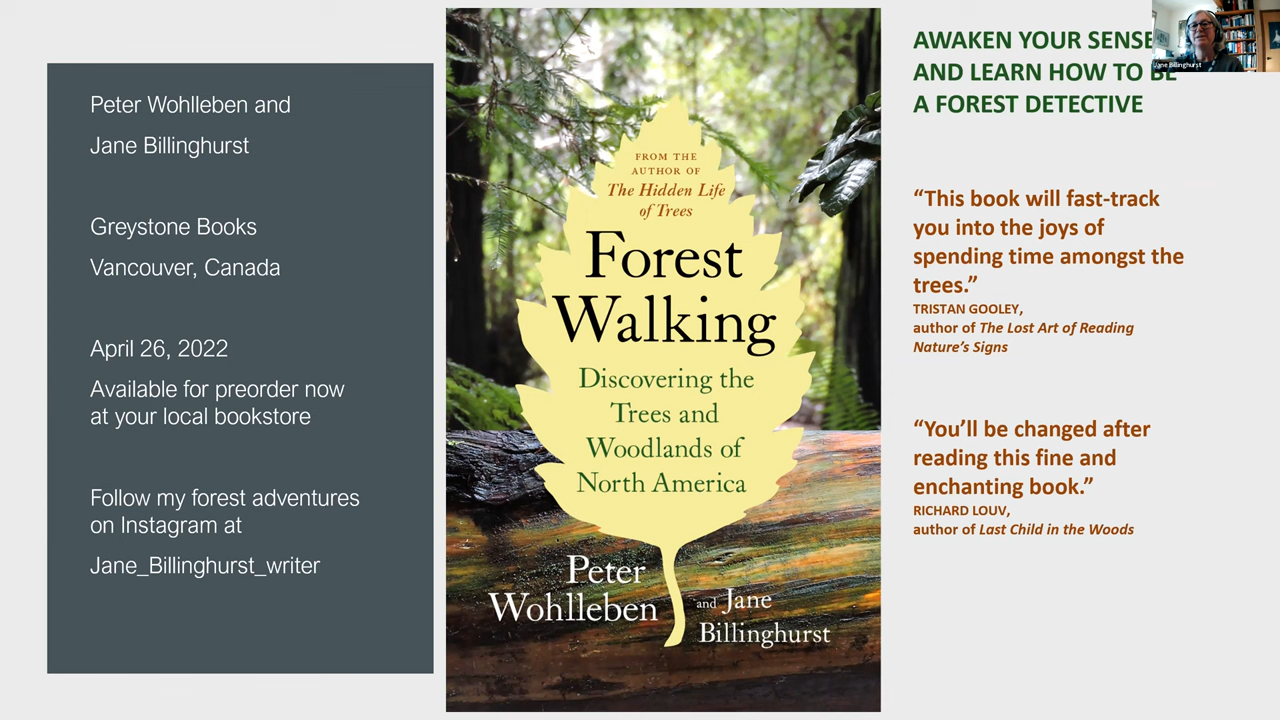 Peter Wohlleben and
Jane Billinghurst
Greystone Books
Vancouver, Canada
April 26, 2022
Available for preorder now
at your local bookstore
Follow my forest adventures
on Instagram at
Jane_Billinghurst_writer
FROM THE
AUTHOR OF
The Hidden Life
of Trees
Forest
Walking
Discovering the
Trees and
Woodlands of
North America
Peter
Wohlleben
and Jane
Billinghurst
AWAKEN YOUR SENSE
AND LEARN HOW TO BE
A FOREST DETECTIVE
“This book will fast-track
you into the joys of
spending time amongst the
trees.”
TRISTAN GOOLEY,
author of The Lost Art of Reading
Nature’s Signs
“You’ll be changed after
reading this fine and
enchanting book.”
RICHARD LOUV,
author of Last Child in the Woods
Jane Billinghurst